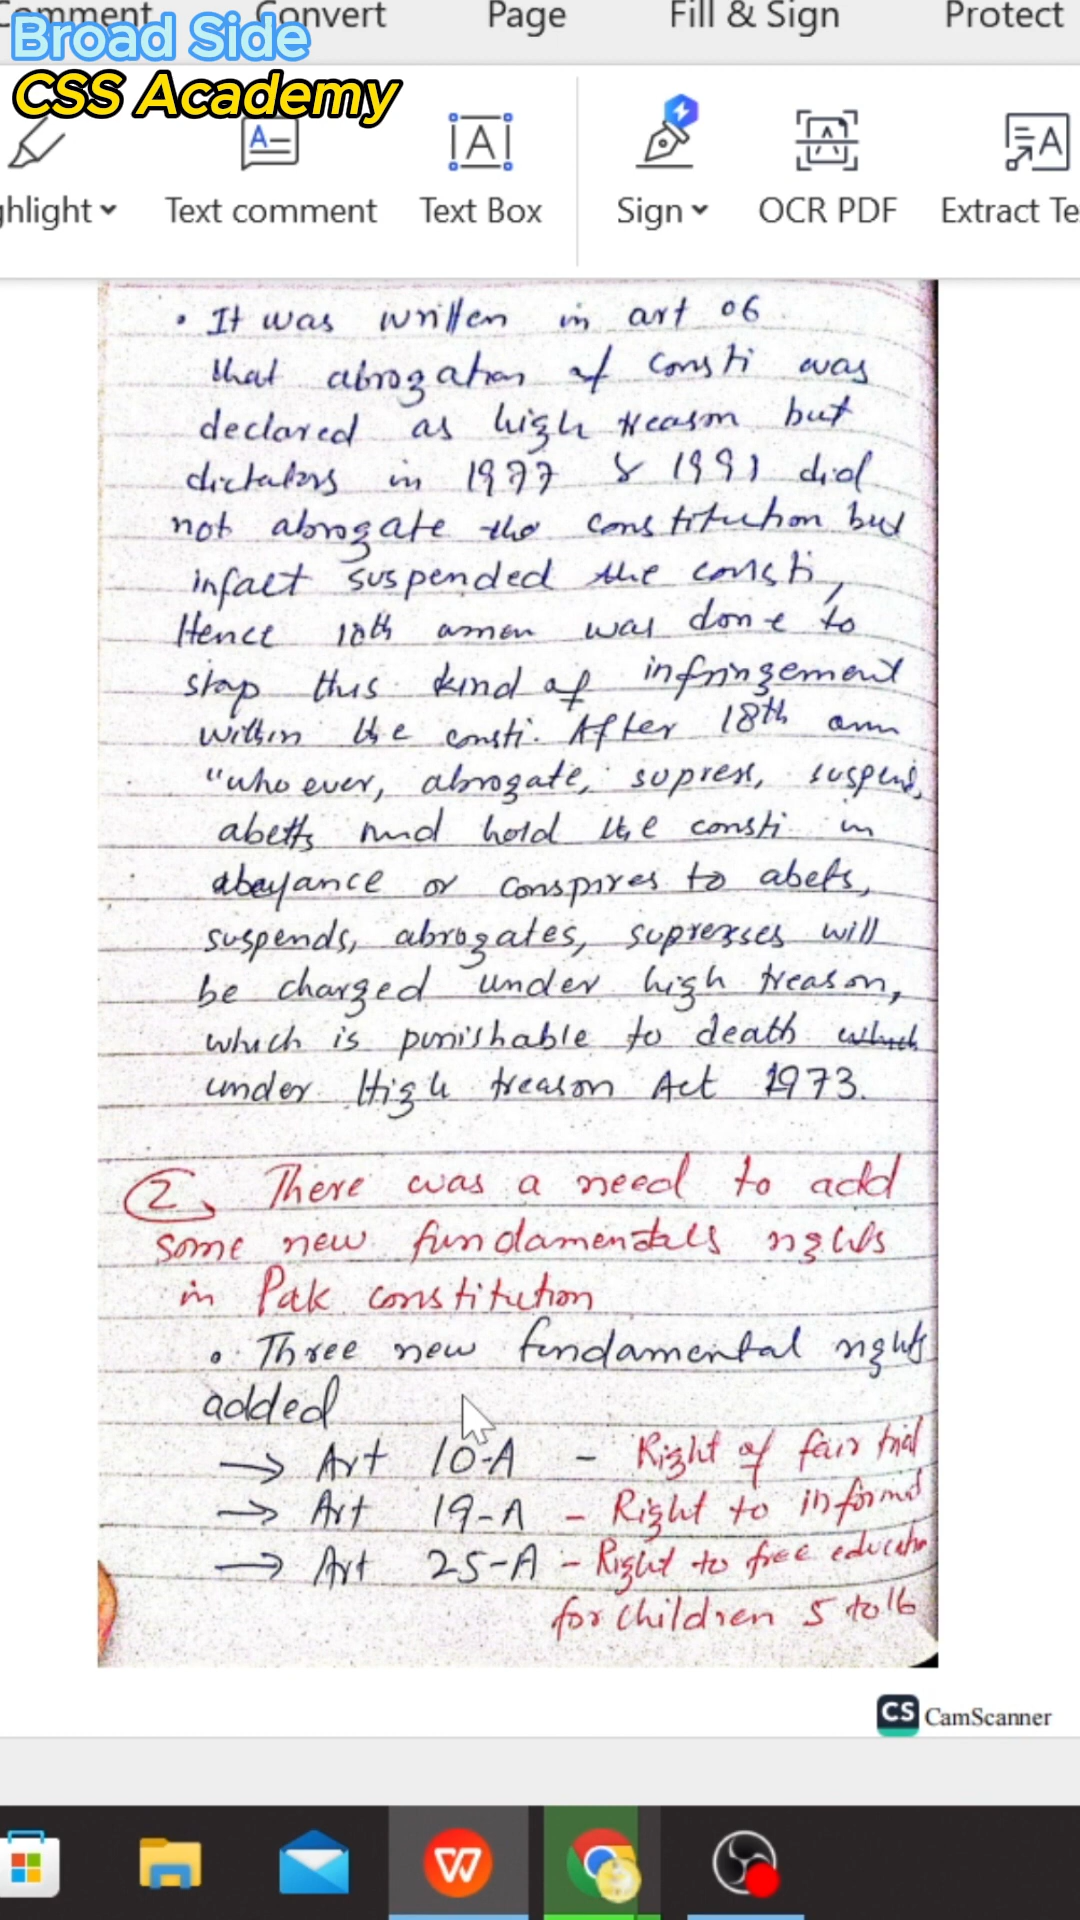 Comment Convert Page Fill & Sign Protect
Broad Side
CSS Academy
ghlight Text comment Text Box Sign OCR PDF Extract Te
• It was written in art 06
that abrogation of consti was
declared as high treason but
dictators in 1977 & 1991 did
not abrogate the constitution but
infact suspended the consti,
Hence 18th amen was done to
stop this kind of infringement
within the consti. After 18th am
"who ever, abrogate, supress, suspend,
abetts and hold the consti in
abeyance or conspires to abets,
suspends, abrogates, supresses will
be charged under high treason,
which is punishable to death which
under High treason Act 1973.
2 There was a need to add
some new fundamentals rights
in Pak constitution
• Three new fundamental rights
added
→ Art 10-A - Right of fair trial
→ Art 19-A - Right to informa
→ Art 25-A - Right to free education
for children 5 to 16
CS CamScanner